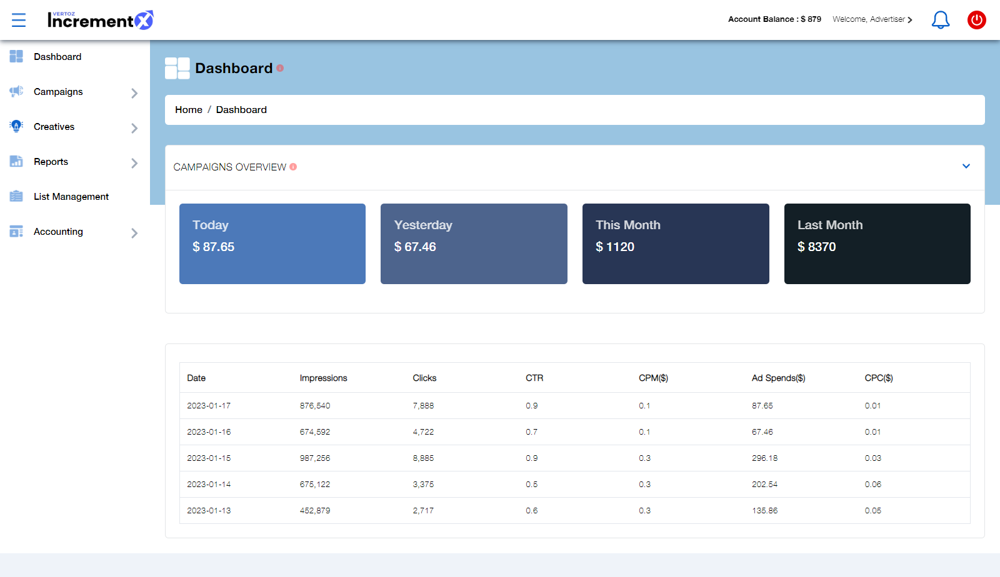 VERTOZ
IncrementX
Account Balance : $ 879
Welcome, Advertiser
Dashboard
Campaigns
Creatives
Reports
List Management
Accounting
Dashboard
Home / Dashboard
CAMPAIGNS OVERVIEW
Today
$ 87.65
Yesterday
$ 67.46
This Month
$ 1120
Last Month
$ 8370
Date Impressions Clicks CTR CPM($) Ad Spends($) CPC($)
2023-01-17 876,540 7,888 0.9 0.1 87.65 0.01
2023-01-16 674,592 4,722 0.7 0.1 67.46 0.01
2023-01-15 987,256 8,885 0.9 0.3 296.18 0.03
2023-01-14 675,122 3,375 0.5 0.3 202.54 0.06
2023-01-13 452,879 2,717 0.6 0.3 135.86 0.05